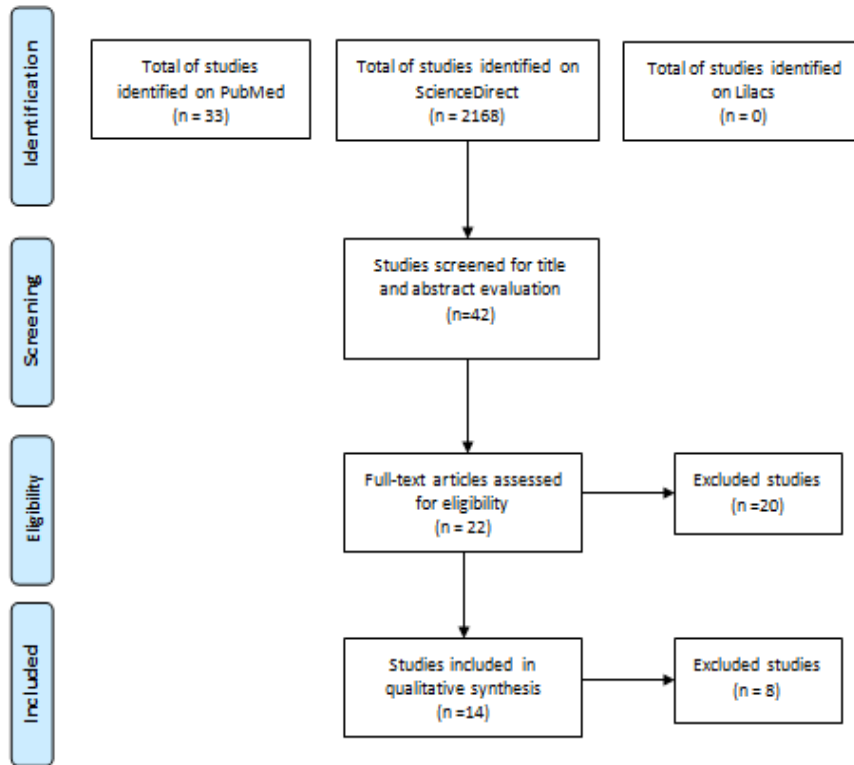 Identification
Total of studies
identified on PubMed
(n = 33)
Total of studies identified on
ScienceDirect
(n = 2168)
Total of studies identified
on Lilacs
(n = 0)
Screening
Studies screened for title
and abstract evaluation
(n=42)
Eligibility
Full-text articles assessed
for eligibility
(n = 22)
Excluded studies
(n =20)
Included
Studies included in
qualitative synthesis
(n =14)
Excluded studies
(n = 8)